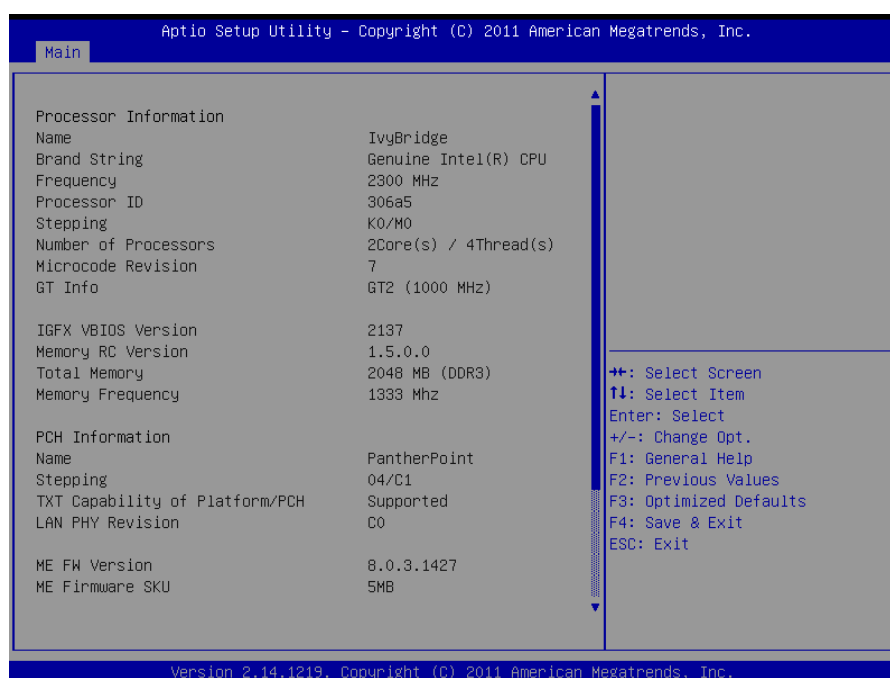 Aptio Setup Utility – Copyright (C) 2011 American Megatrends, Inc.
Main
Processor Information
Name IvyBridge
Brand String Genuine Intel(R) CPU
Frequency 2300 MHz
Processor ID 306a5
Stepping K0/M0
Number of Processors 2Core(s) / 4Thread(s)
Microcode Revision 7
GT Info GT2 (1000 MHz)
IGFX VBIOS Version 2137
Memory RC Version 1.5.0.0
Total Memory 2048 MB (DDR3)
Memory Frequency 1333 Mhz
PCH Information
Name PantherPoint
Stepping 04/C1
TXT Capability of Platform/PCH Supported
LAN PHY Revision C0
ME FW Version 8.0.3.1427
ME Firmware SKU 5MB
→←: Select Screen
↑↓: Select Item
Enter: Select
+/-: Change Opt.
F1: General Help
F2: Previous Values
F3: Optimized Defaults
F4: Save & Exit
ESC: Exit
Version 2.14.1219. Copyright (C) 2011 American Megatrends, Inc.